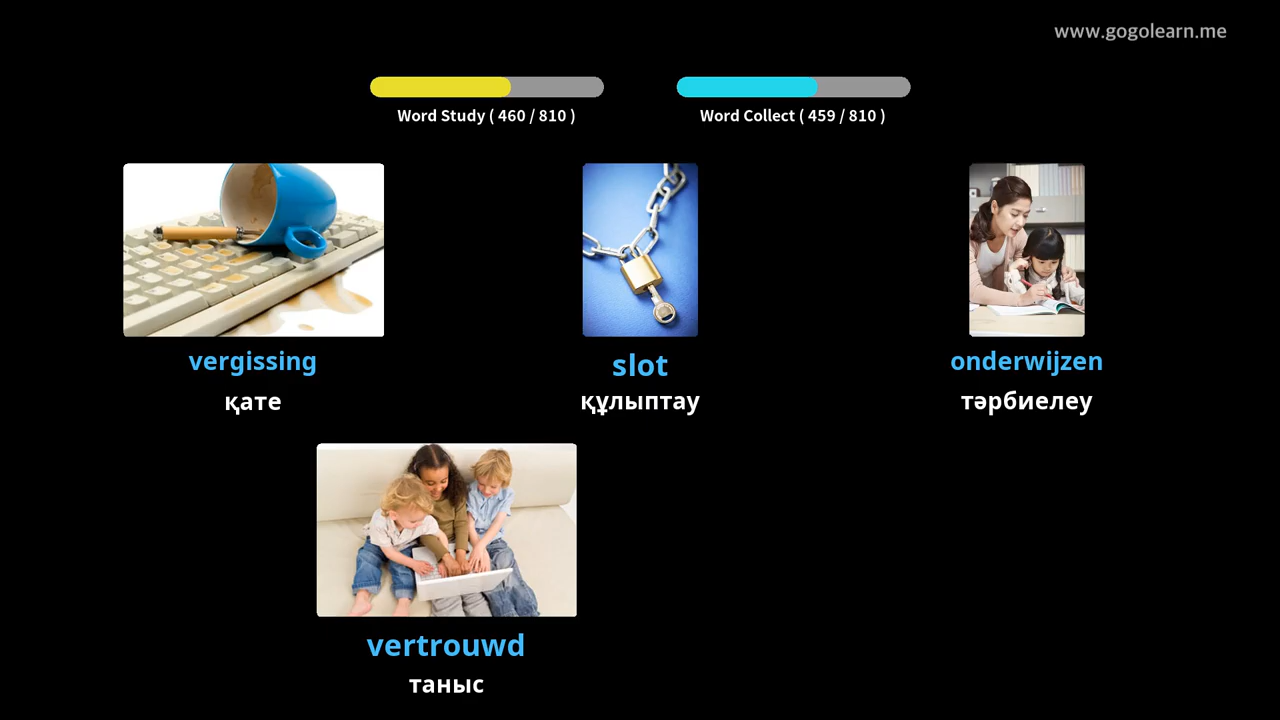 www.gogolearn.me
Word Study ( 460 / 810 )
Word Collect ( 459 / 810 )
vergissing
қате
slot
құлыптау
onderwijzen
тәрбиелеу
vertrouwd
таныс